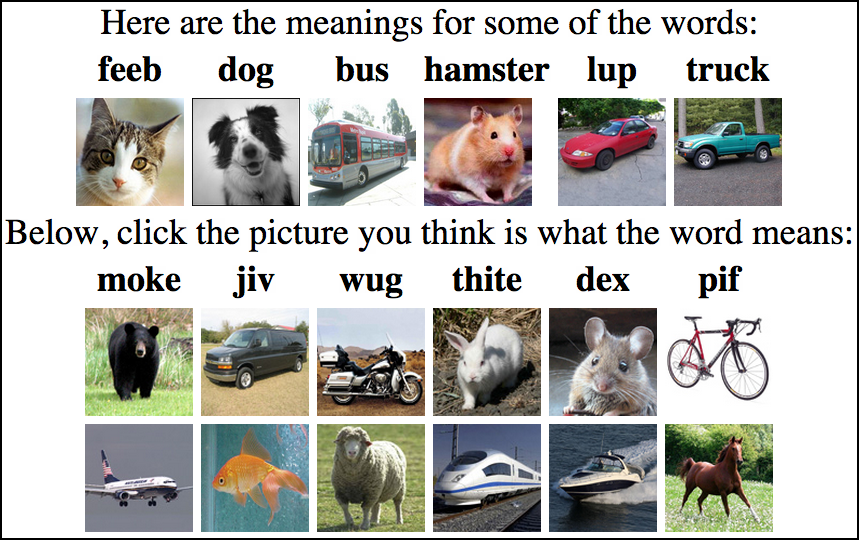 Here are the meanings for some of the words:
feeb dog bus hamster lup truck
Below, click the picture you think is what the word means:
moke jiv wug thite dex pif